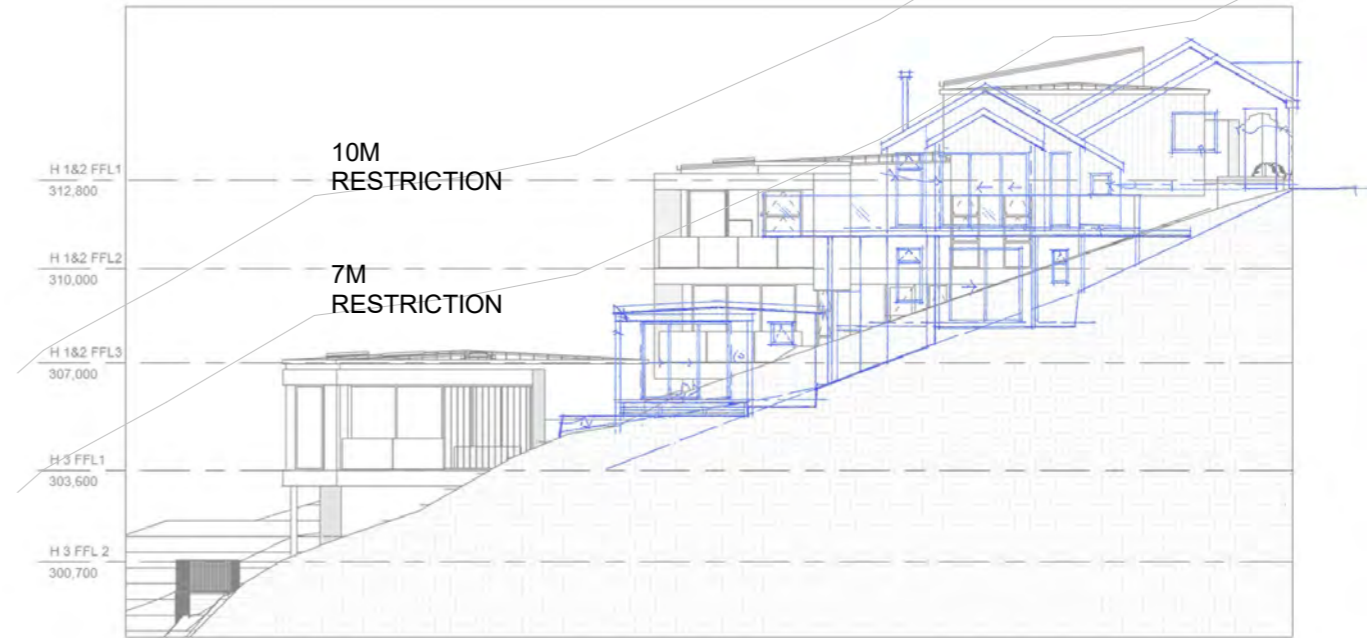 10M
RESTRICTION
H 1&2 FFL1
312,800
7M
RESTRICTION
H 1&2 FFL2
310,000
H 1&2 FFL3
307,000
H 3 FFL1
303,600
H 3 FFL 2
300,700